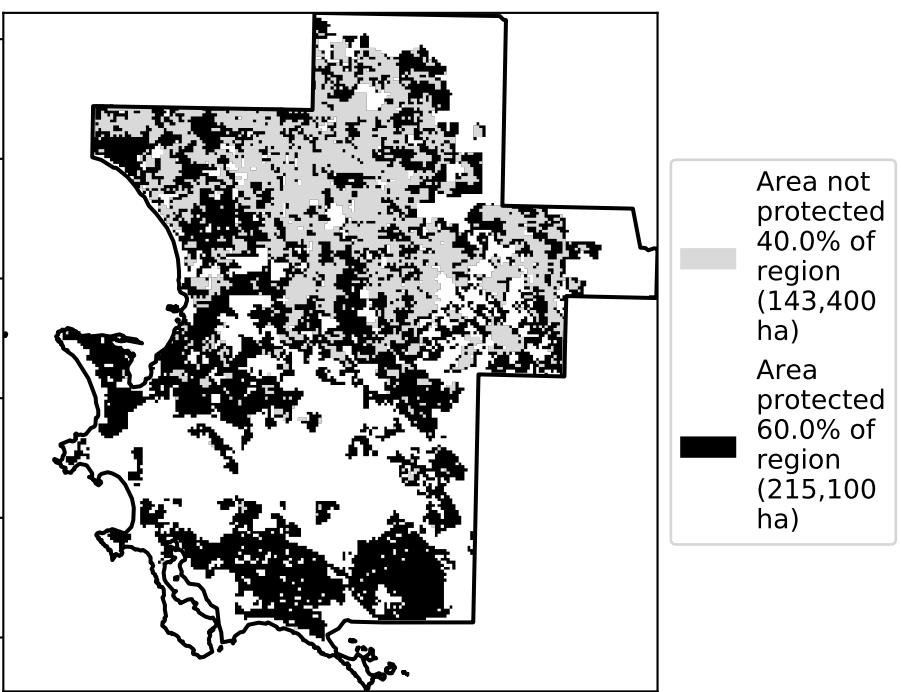 Area not
protected
40.0% of
region
(143,400
ha)
Area
protected
60.0% of
region
(215,100
ha)